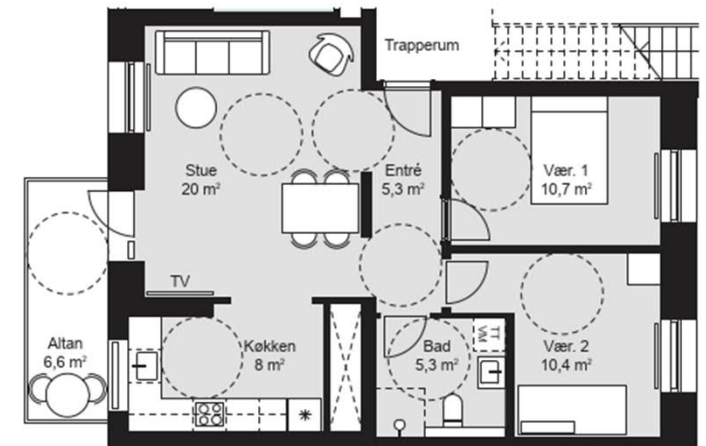 Trapperum
Stue
20 m²
Entré
5,3 m²
Vær. 1
10,7 m²
TV
Altan
6,6 m²
Køkken
8 m²
Bad
5,3 m²
TT
VM
Vær. 2
10,4 m²